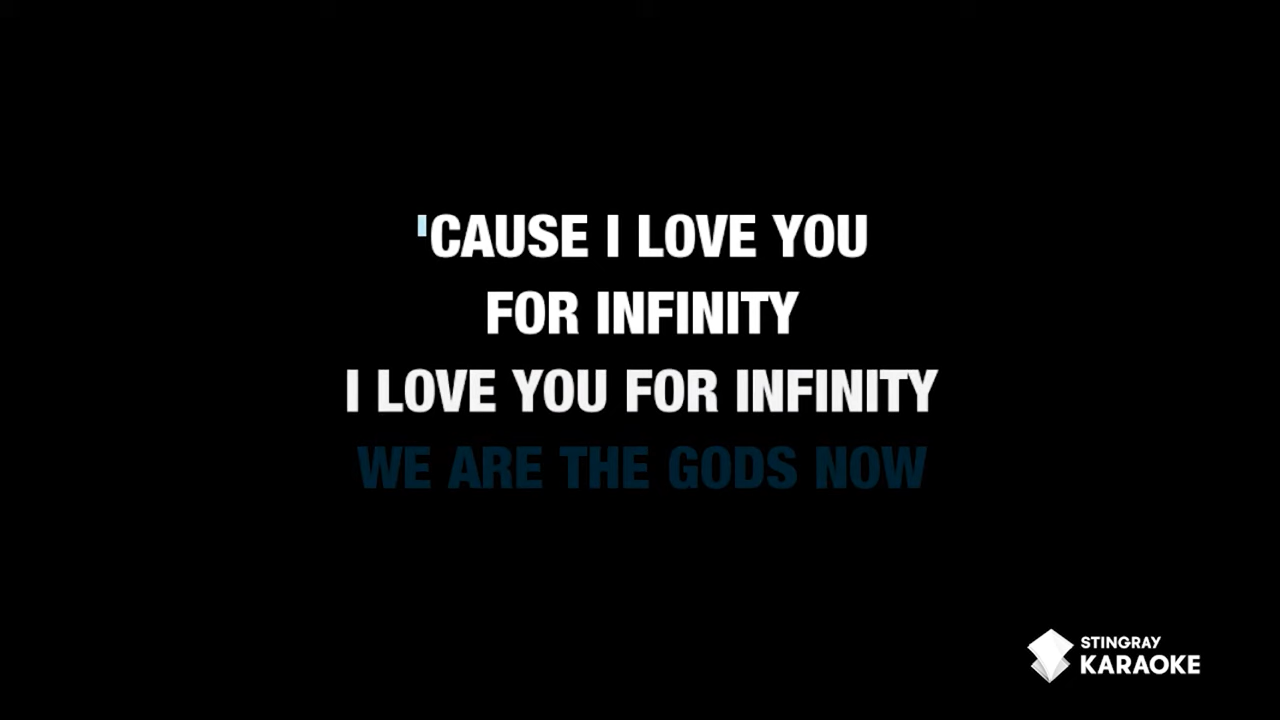 'CAUSE I LOVE YOU
FOR INFINITY
I LOVE YOU FOR INFINITY
WE ARE THE GODS NOW
STINGRAY
KARAOKE